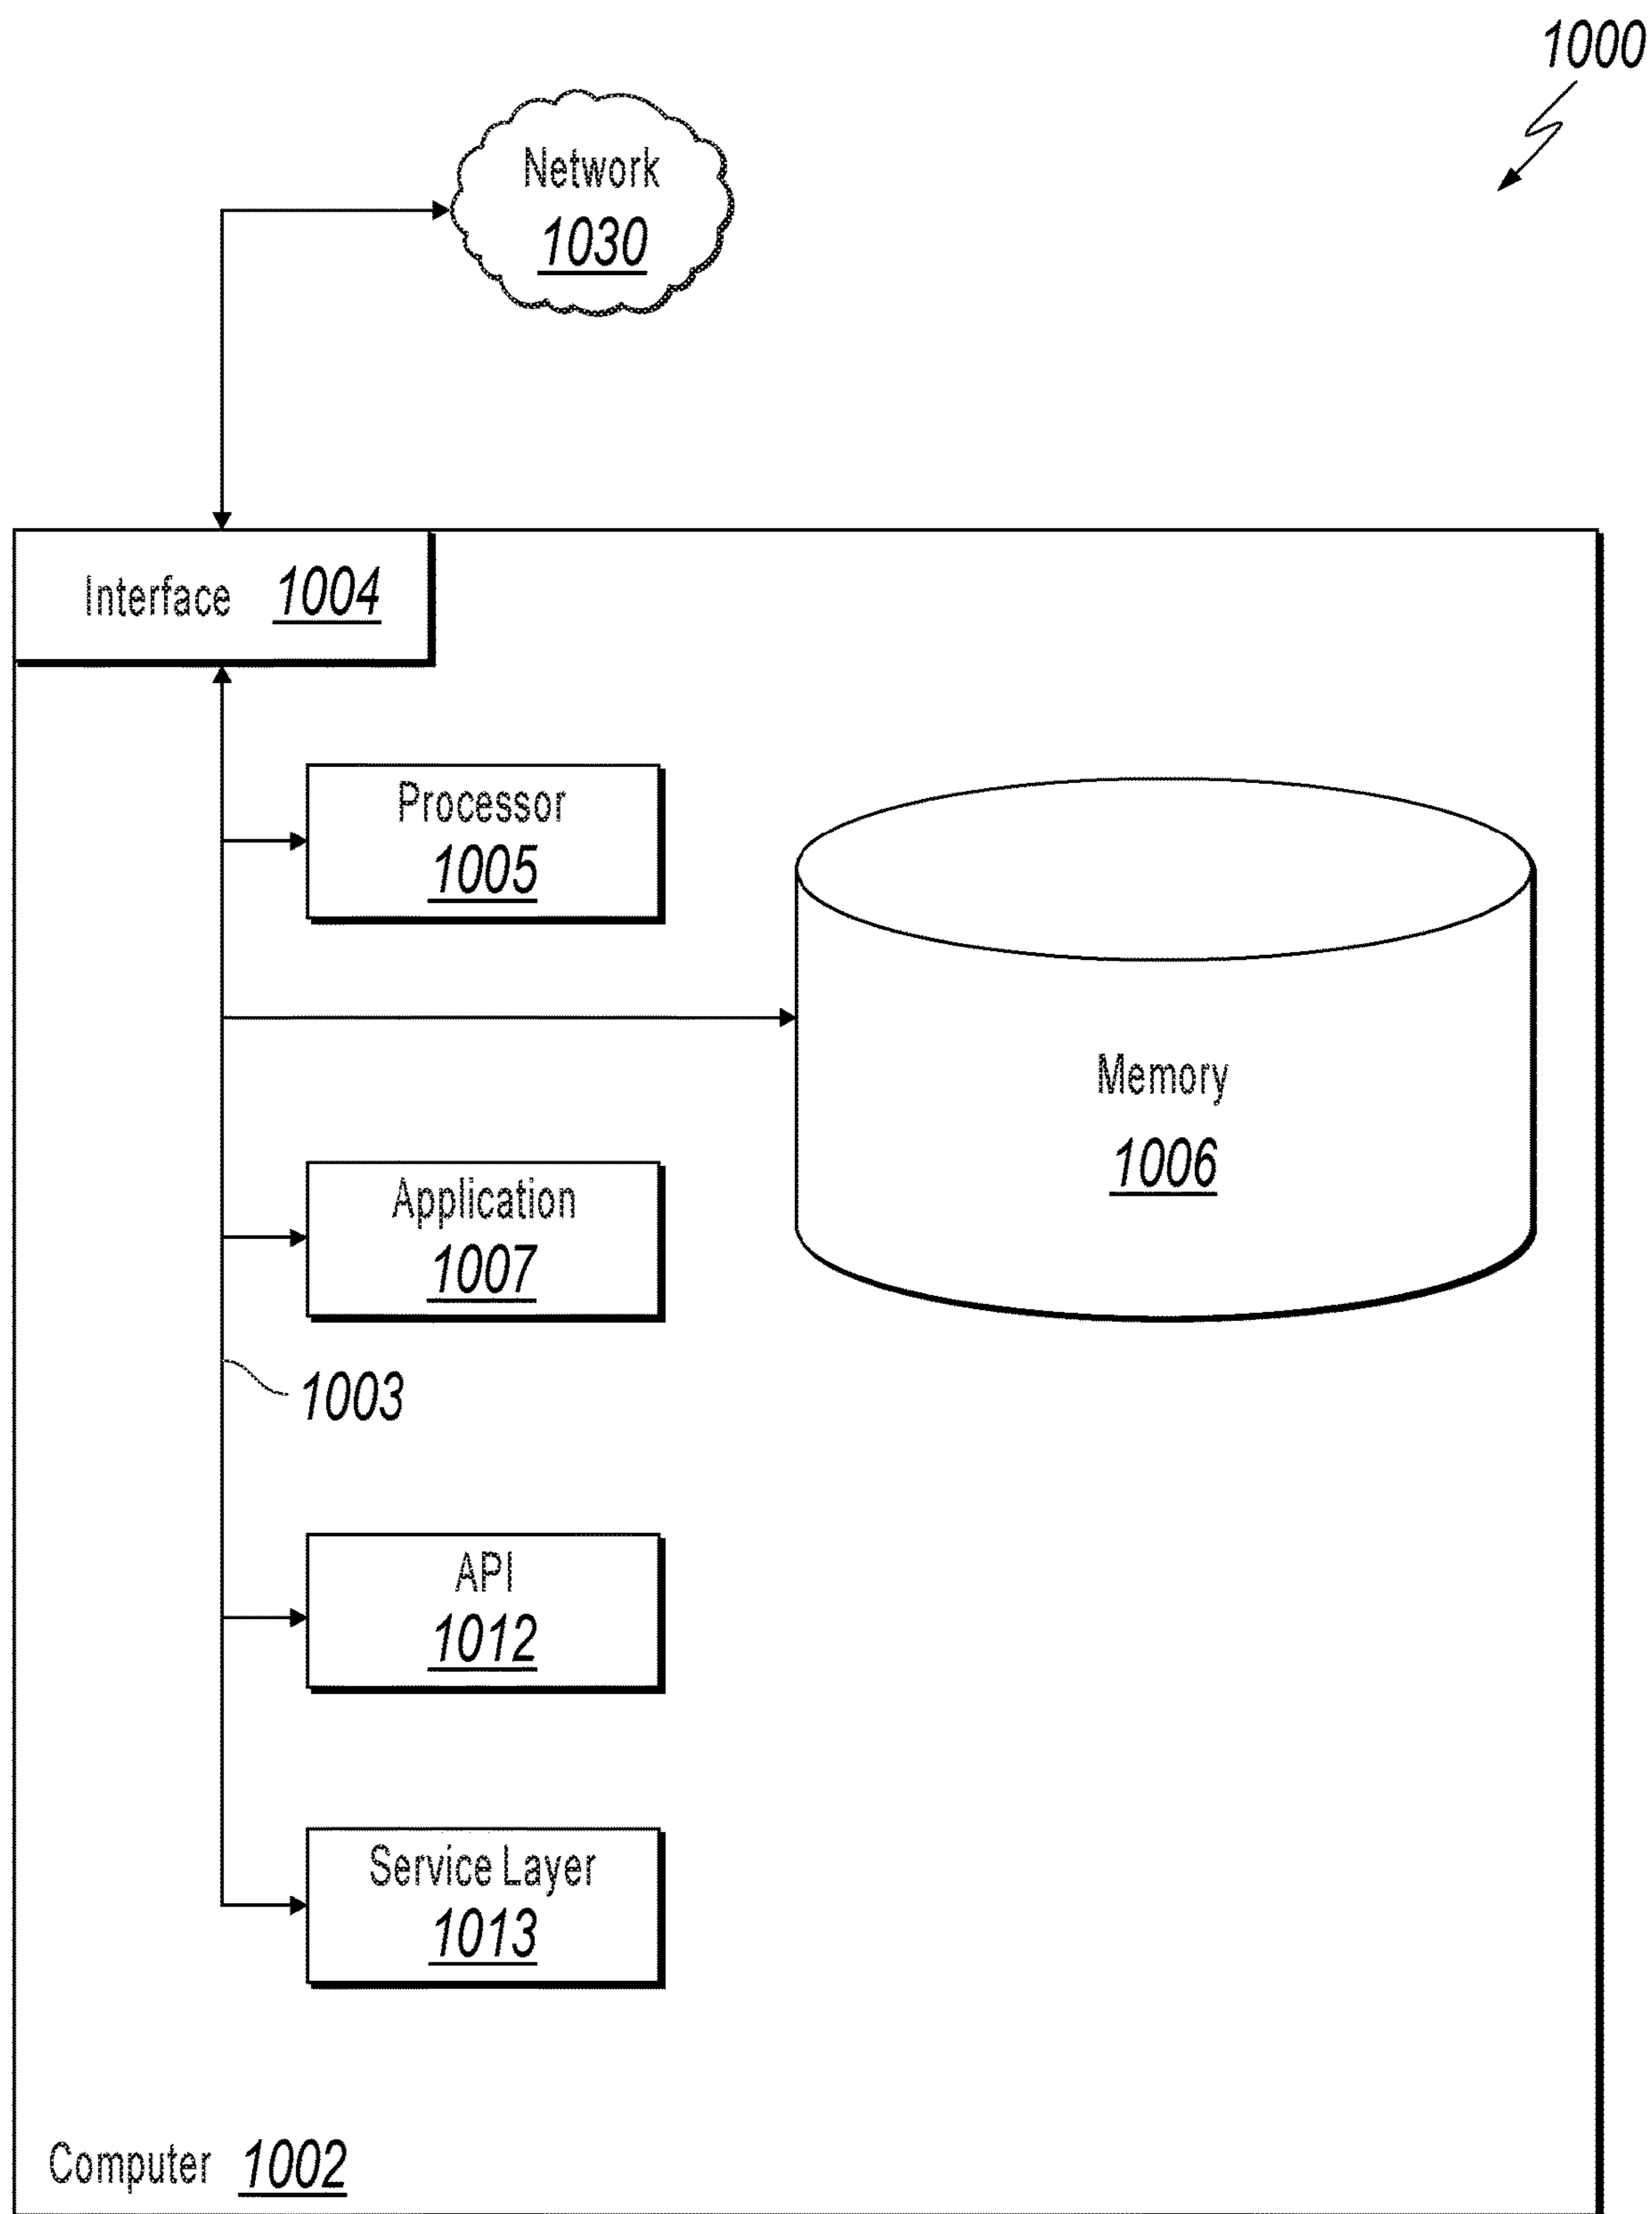 1000
Network
1030
Interface 1004
Processor
1005
Memory
1006
Application
1007
1003
API
1012
Service Layer
1013
Computer 1002